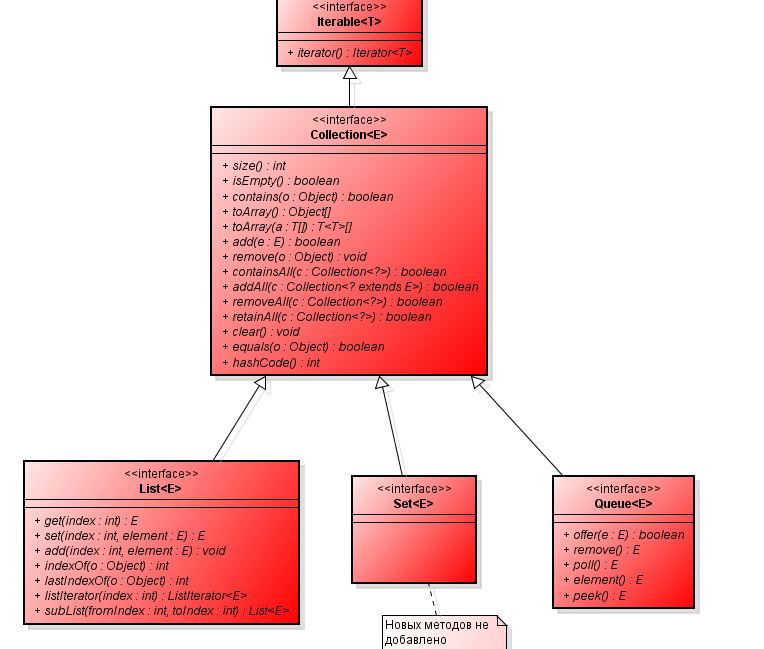 <<interface>>
Iterable<T>
+ iterator() : Iterator<T>
<<interface>>
Collection<E>
+ size() : int
+ isEmpty() : boolean
+ contains(o : Object) : boolean
+ toArray() : Object[]
+ toArray(a : T[]) : T<T>[]
+ add(e : E) : boolean
+ remove(o : Object) : void
+ containsAll(c : Collection<?>) : boolean
+ addAll(c : Collection<? extends E>) : boolean
+ removeAll(c : Collection<?>) : boolean
+ retainAll(c : Collection<?>) : boolean
+ clear() : void
+ equals(o : Object) : boolean
+ hashCode() : int
<<interface>>
List<E>
+ get(index : int) : E
+ set(index : int, element : E) : E
+ add(index : int, element : E) : void
+ indexOf(o : Object) : int
+ lastIndexOf(o : Object) : int
+ listIterator(index : int) : ListIterator<E>
+ subList(fromIndex : int, toIndex : int) : List<E>
<<interface>>
Set<E>
<<interface>>
Queue<E>
+ offer(e : E) : boolean
+ remove() : E
+ poll() : E
+ element() : E
+ peek() : E
Новых методов не
добавлено